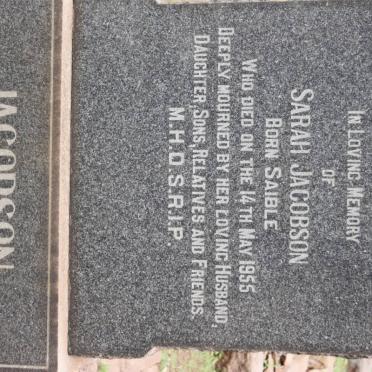 IN LOVING MEMORY
OF
SARAH JACOBSON
BORN SAIBLE
WHO DIED ON THE 14TH MAY 1955
DEEPLY MOURNED BY HER LOVING HUSBAND,
DAUGHTER, SONS, RELATIVES AND FRIENDS.
M.H.D.S.R.I.P
JACOBSON